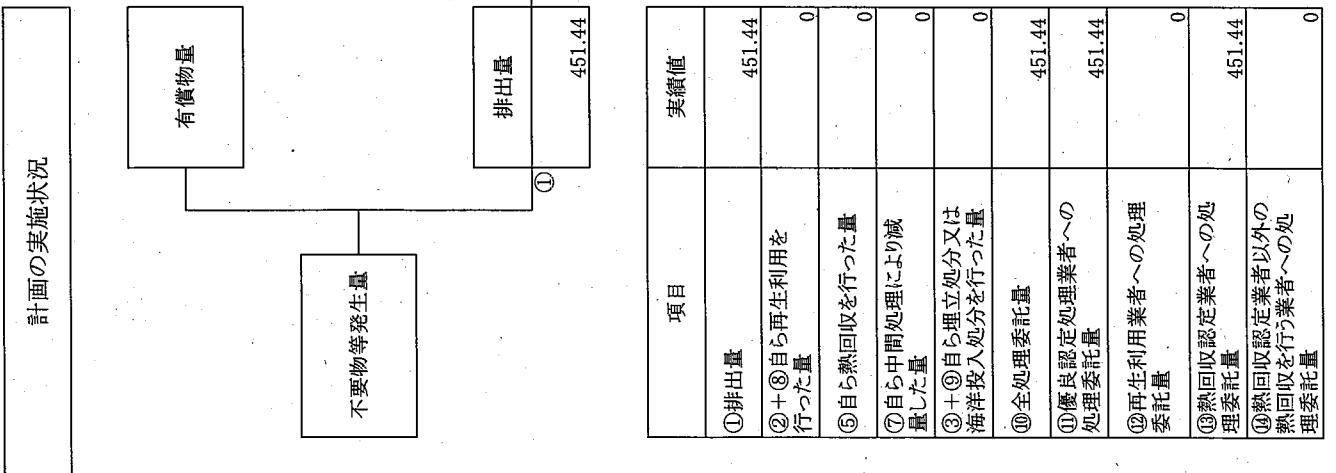 計画の実施状況
有償物量
不要物等発生量
排出量
①
451.44
項目
実績値
①排出量
451.44
②+⑧自ら再生利用を
行った量
0
⑤自ら熱回収を行った量
0
⑦自ら中間処理により減
量した量
0
③+⑨自ら埋立処分又は
海洋投入処分を行った量
0
⑩全処理委託量
451.44
⑪優良認定処理業者への
処理委託量
451.44
⑫再生利用業者への処理
委託量
0
⑬熱回収認定業者への処
理委託量
451.44
⑭熱回収認定業者以外の
熱回収を行う業者への処
理委託量
0